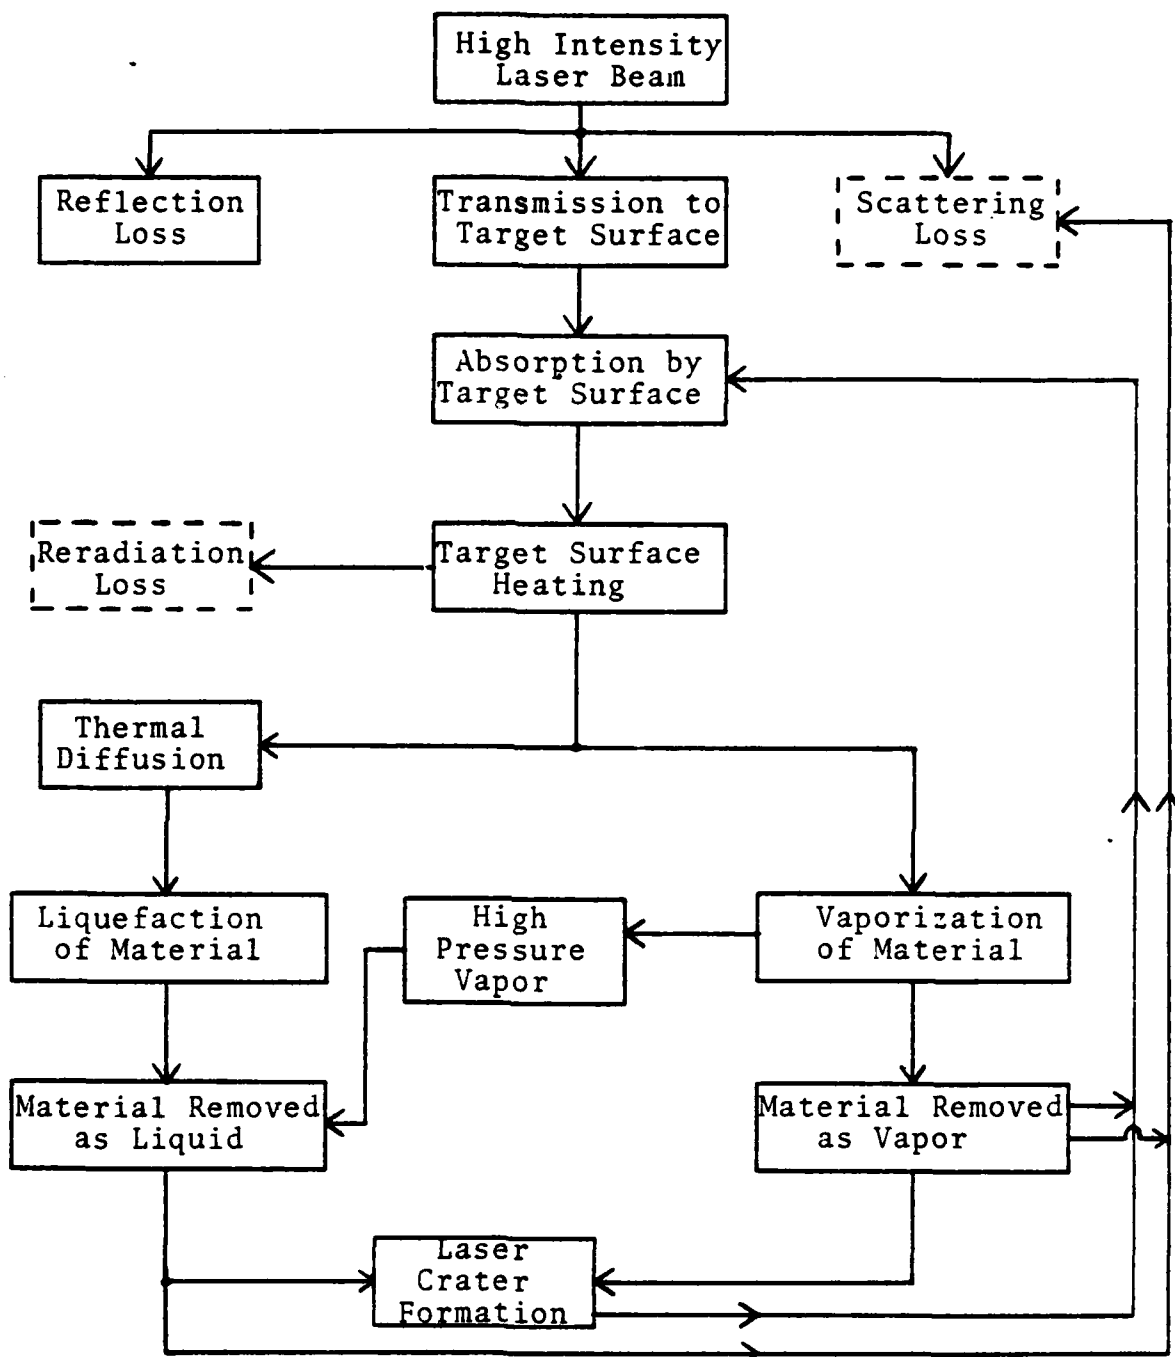 High Intensity
Laser Beam
Reflection
Loss
Transmission to
Target Surface
Scattering
Loss
Absorption by
Target Surface
Reradiation
Loss
Target Surface
Heating
Thermal
Diffusion
Liquefaction
of Material
High
Pressure
Vapor
Vaporization
of Material
Material Removed
as Liquid
Material Removed
as Vapor
Laser
Crater
Formation